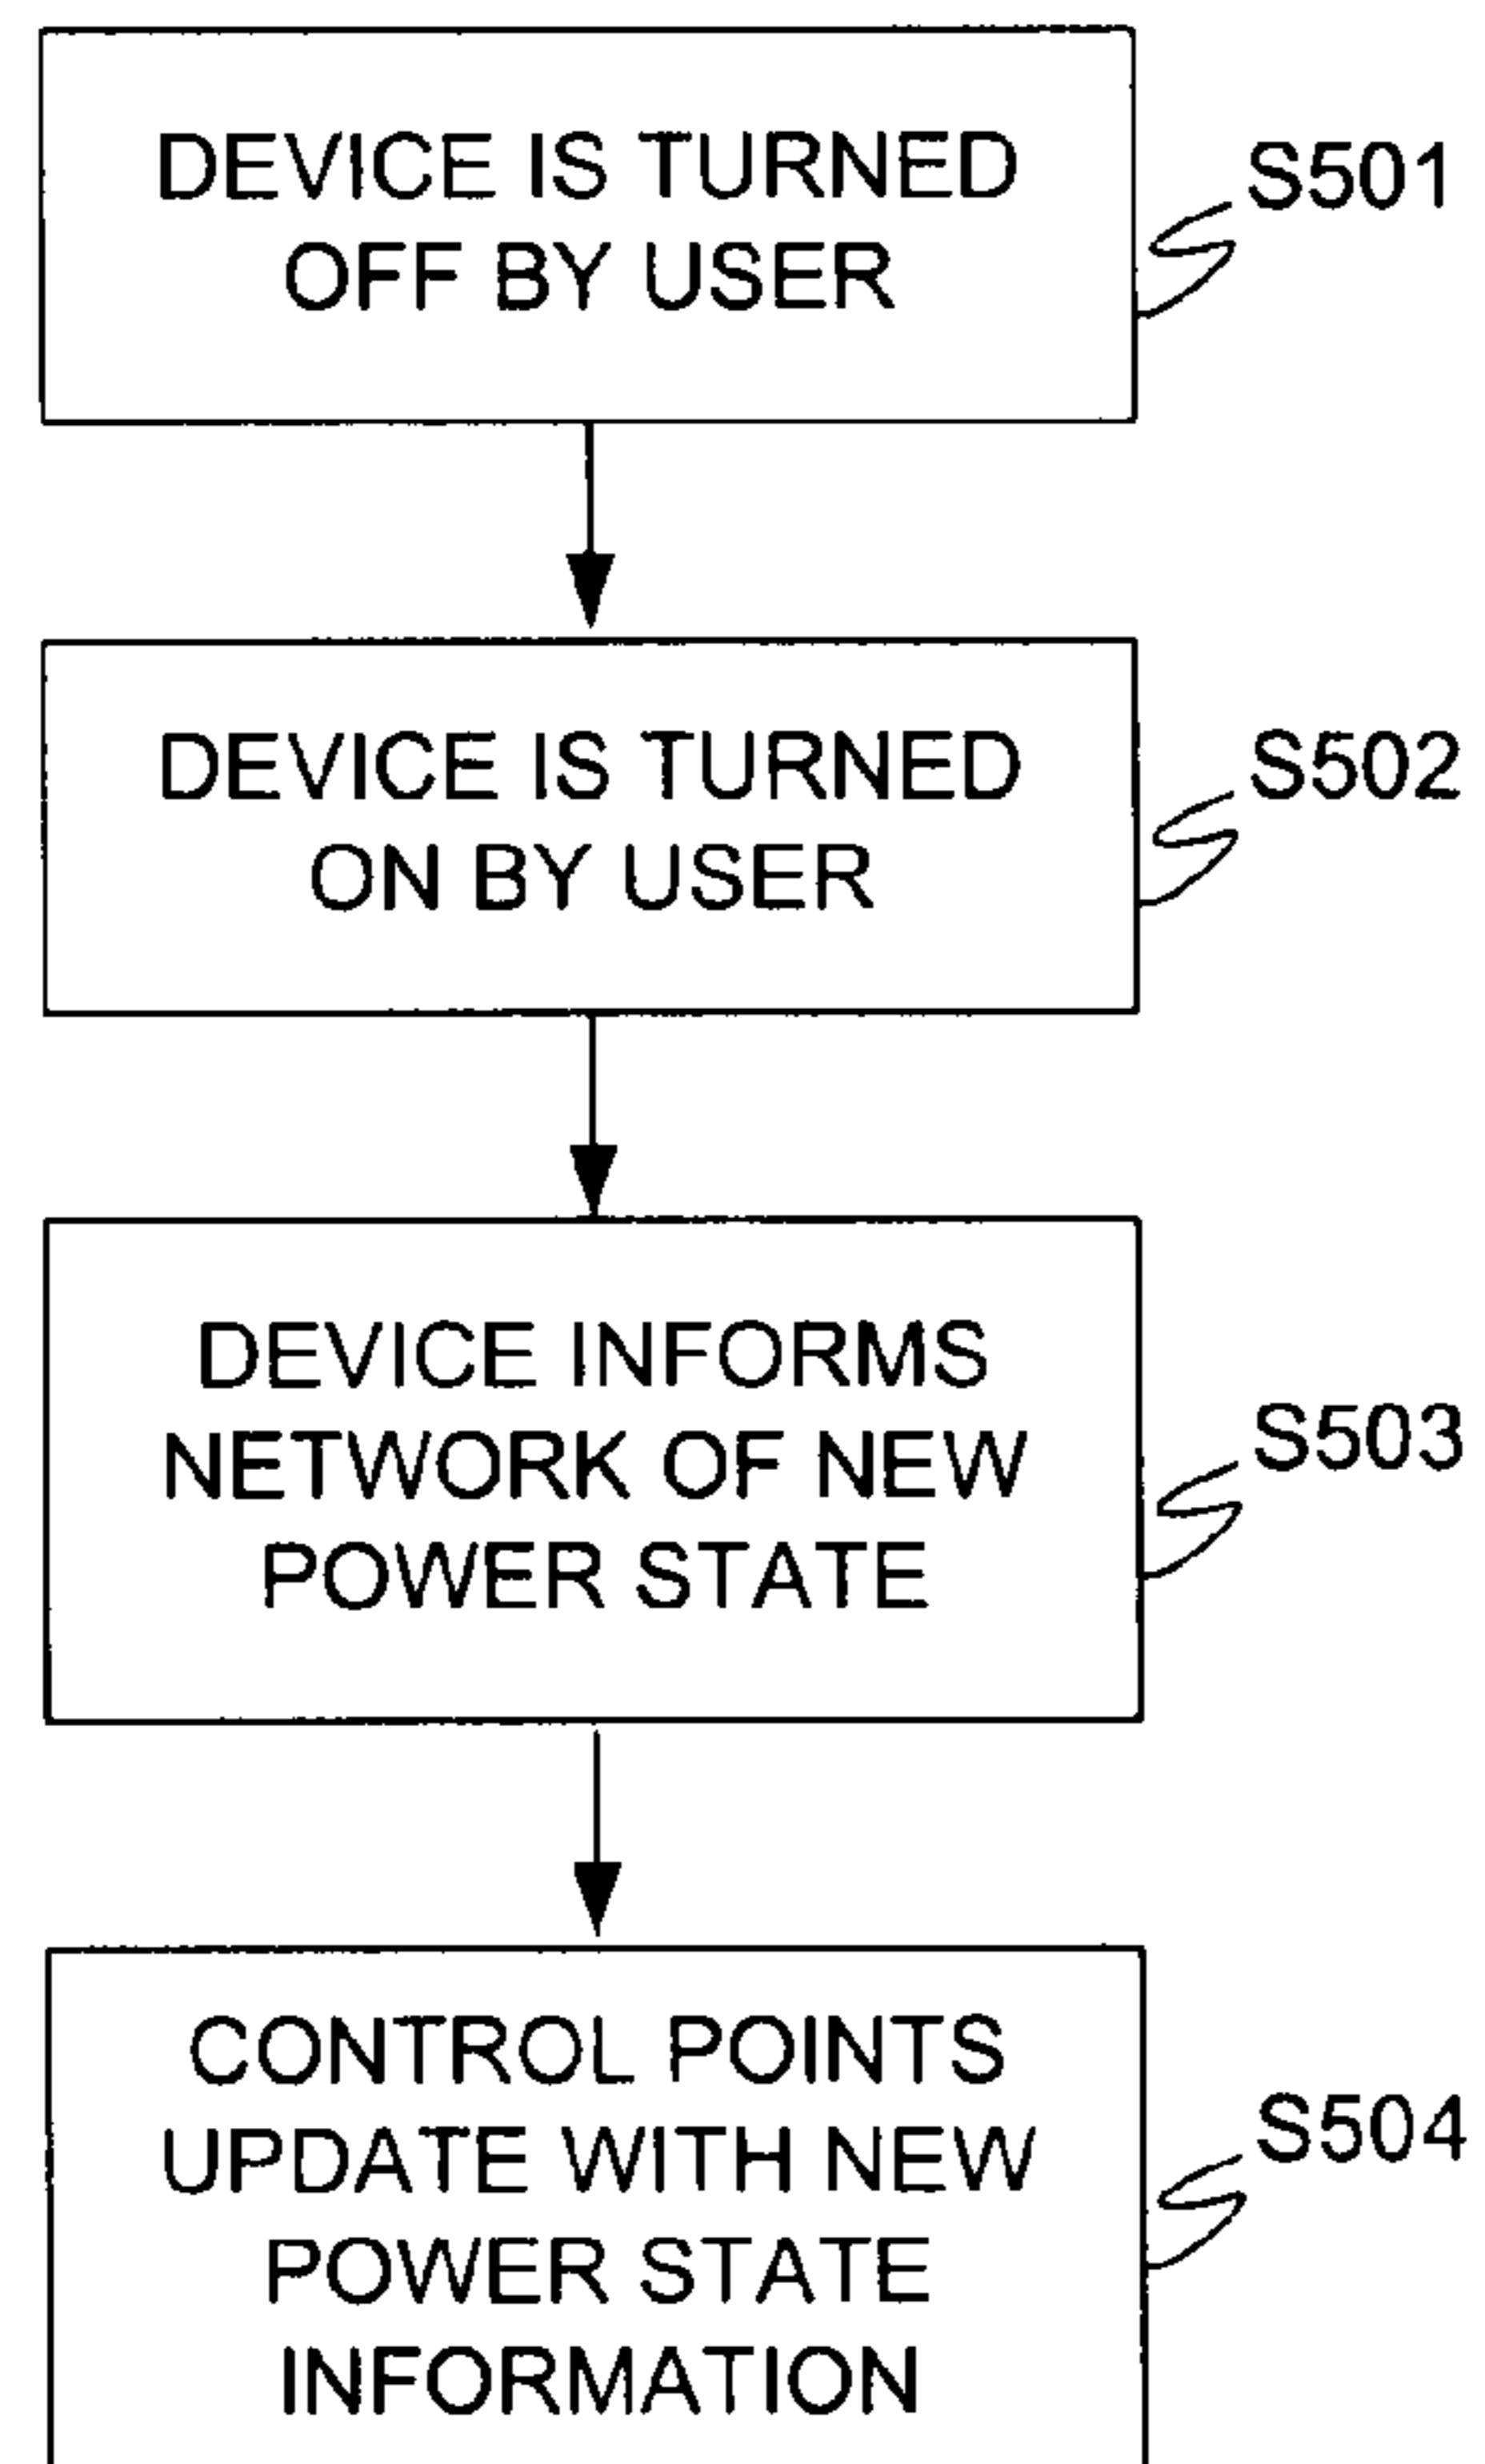 DEVICE IS TURNED
OFF BY USER
S501
DEVICE IS TURNED
ON BY USER
S502
DEVICE INFORMS
NETWORK OF NEW
POWER STATE
S503
CONTROL POINTS
UPDATE WITH NEW
POWER STATE
INFORMATION
S504